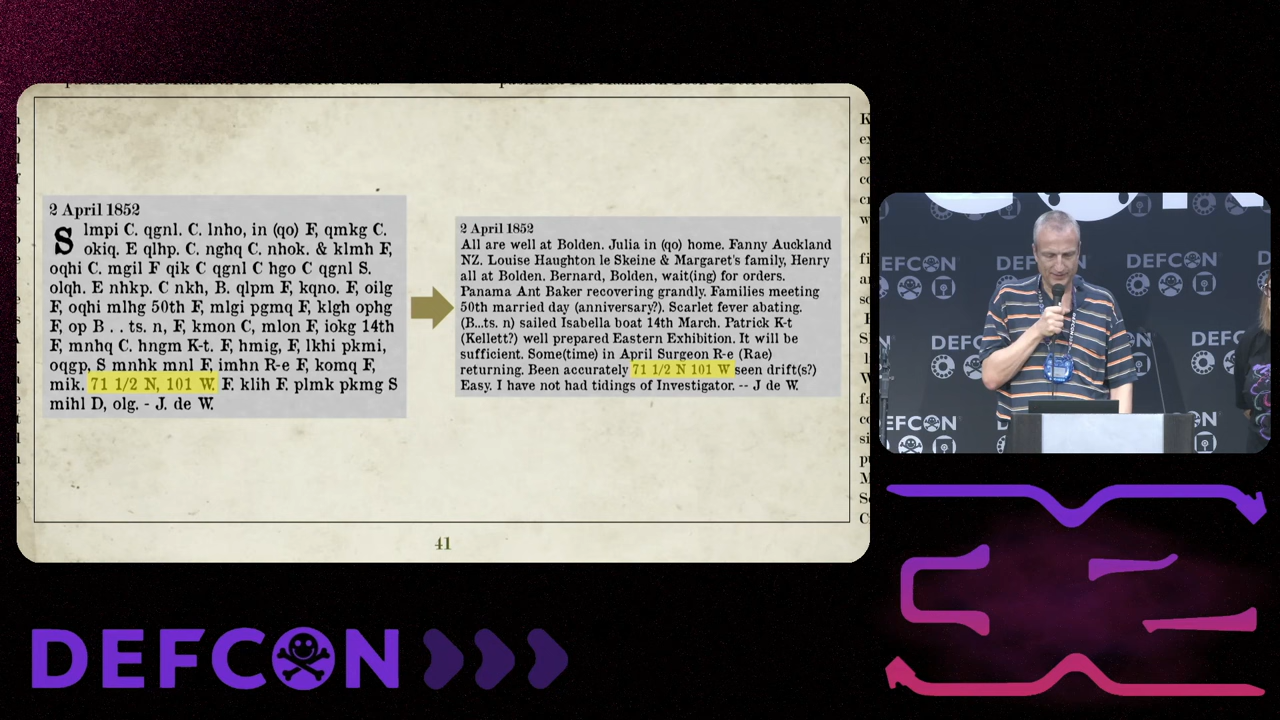 2 April 1852
Slmpi C. qgnl. C. lnho, in (qo) F, qmkg C.
okiq. E qlhp. C. nghq C. nhok. & klmh F,
oqhi C. mgil F qik C qgnl C hgo C qgnl S.
olqh. E nhkp. C nkh, B. qlpm F, kqno. F, oilg
F, oqhi mlhg 50th F, mlgi pgmq F, klgh ophg
F, op B . . ts. n, F, kmon C, mlon F, iokg 14th
F, mnhq C. hngm K-t. F, hmig, F, lkhi pkmi,
oqgp, S mnhk mnl F, imhn R-e F, komq F,
mik. 71 1/2 N, 101 W. F. klih F. plmk pkmg S
mihl D, olg. - J. de W.
2 April 1852
All are well at Bolden. Julia in (qo) home. Fanny Auckland
NZ. Louise Haughton le Skeine & Margaret's family, Henry
all at Bolden. Bernard, Bolden, wait(ing) for orders.
Panama Ant Baker recovering grandly. Families meeting
50th married day (anniversary?). Scarlet fever abating.
(B...ts. n) sailed Isabella boat 14th March. Patrick K-t
(Kellett?) well prepared Eastern Exhibition. It will be
sufficient. Some(time) in April Surgeon R-e (Rae)
returning. Been accurately 71 1/2 N 101 W seen drift(s?)
Easy. I have not had tidings of Investigator. -- J de W.
41
DEFCON
DEFCON
DEFCON
DEFCON
DEFCON